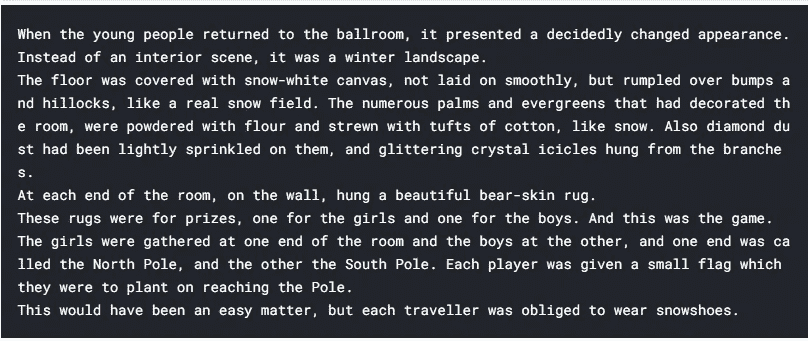 When the young people returned to the ballroom, it presented a decidedly changed appearance.
Instead of an interior scene, it was a winter landscape.
The floor was covered with snow-white canvas, not laid on smoothly, but rumpled over bumps a
nd hillocks, like a real snow field. The numerous palms and evergreens that had decorated th
e room, were powdered with flour and strewn with tufts of cotton, like snow. Also diamond du
st had been lightly sprinkled on them, and glittering crystal icicles hung from the branche
s.
At each end of the room, on the wall, hung a beautiful bear-skin rug.
These rugs were for prizes, one for the girls and one for the boys. And this was the game.
The girls were gathered at one end of the room and the boys at the other, and one end was ca
lled the North Pole, and the other the South Pole. Each player was given a small flag which
they were to plant on reaching the Pole.
This would have been an easy matter, but each traveller was obliged to wear snowshoes.